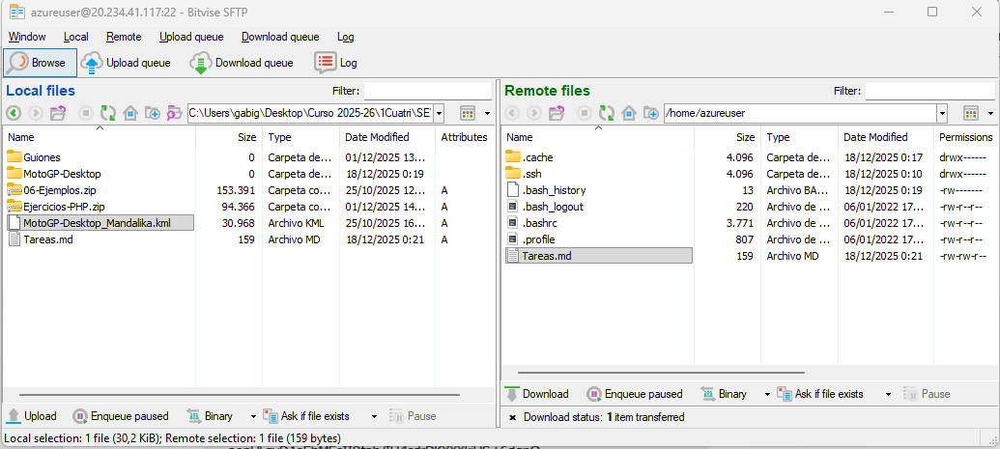 azureuser@20.234.41.117:22 - Bitvise SFTP
Window Local Remote Upload queue Download queue Log
Browse Upload queue Download queue Log
Local files Filter:
C:\Users\gabig\Desktop\Curso 2025-26\1Cuatri\SE
Name Size Type Date Modified Attributes
Guiones 0 Carpeta de... 01/12/2025 13...
MotoGP-Desktop 0 Carpeta de... 18/12/2025 0:19
06-Ejemplos.zip 153.391 Carpeta co... 25/10/2025 12... A
Ejercicios-PHP.zip 94.366 Carpeta co... 01/12/2025 14... A
MotoGP-Desktop_Mandalika.kml 30.968 Archivo KML 25/10/2025 16... A
Tareas.md 159 Archivo MD 18/12/2025 0:21 A
Upload Enqueue paused Binary Ask if file exists Pause
Remote files Filter:
/home/azureuser
Name Size Type Date Modified Permissions
.cache 4.096 Carpeta de... 18/12/2025 0:17 drwx------
.ssh 4.096 Carpeta de... 18/12/2025 0:10 drwx------
.bash_history 13 Archivo BA... 18/12/2025 0:19 -rw-------
.bash_logout 220 Archivo de ... 06/01/2022 17... -rw-r--r--
.bashrc 3.771 Archivo de ... 06/01/2022 17... -rw-r--r--
.profile 807 Archivo de ... 06/01/2022 17... -rw-r--r--
Tareas.md 159 Archivo MD 18/12/2025 0:21 -rw-rw-r--
Download Enqueue paused Binary Ask if file exists Pause
Download status: 1 item transferred
Local selection: 1 file (30,2 KiB); Remote selection: 1 file (159 bytes)